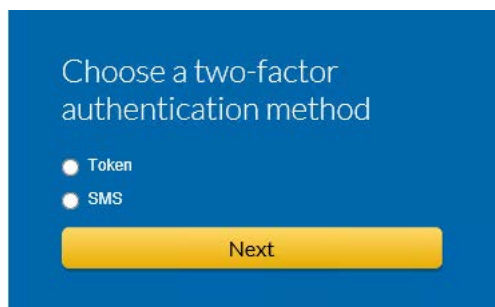 Choose a two-factor
authentication method
Token
SMS
Next